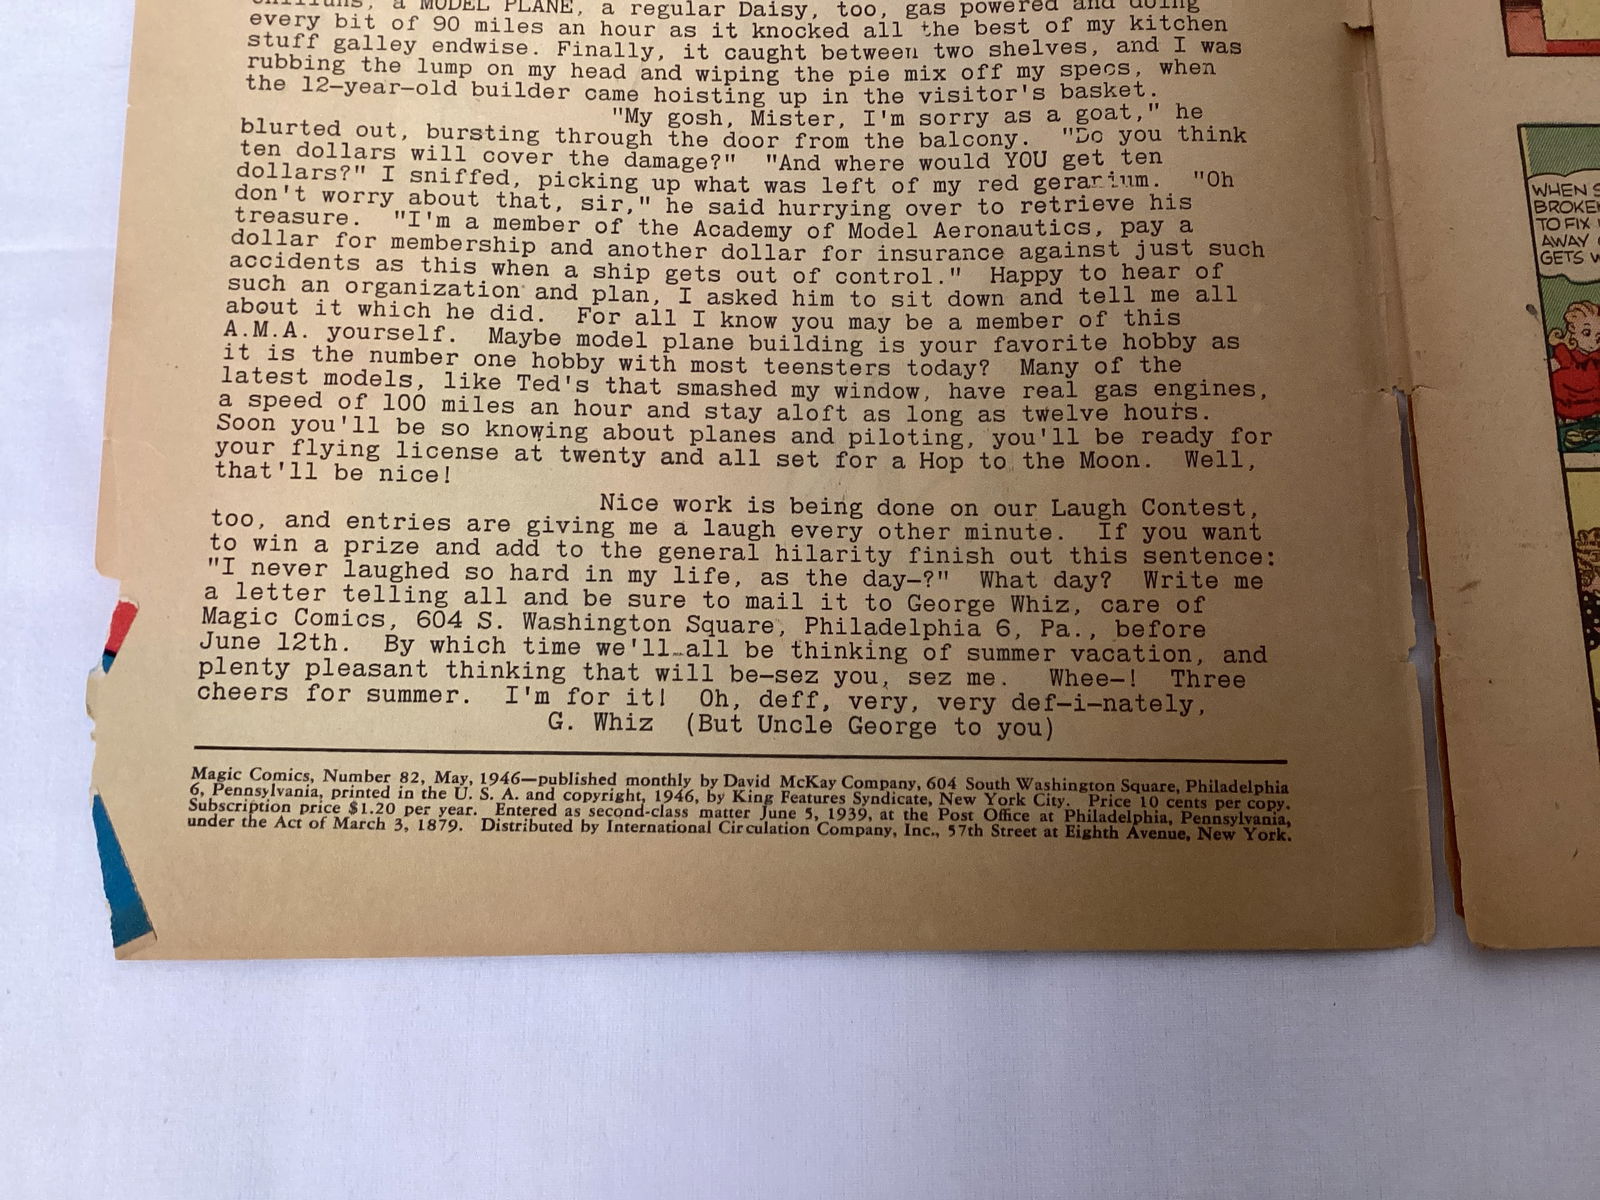 a MODEL PLANE, a regular Daisy, too, gas powered and doing
every bit of 90 miles an hour as it knocked all the best of my kitchen
stuff galley endwise. Finally, it caught between two shelves, and I was
rubbing the lump on my head and wiping the pie mix off my specs, when
the 12-year-old builder came hoisting up in the visitor's basket.
"My gosh, Mister, I'm sorry as a goat," he
blurted out, bursting through the door from the balcony. "Do you think
ten dollars will cover the damage?" "And where would YOU get ten
dollars?" I sniffed, picking up what was left of my red geranium. "Oh
don't worry about that, sir," he said hurrying over to retrieve his
treasure. "I'm a member of the Academy of Model Aeronautics, pay a
dollar for membership and another dollar for insurance against just such
accidents as this when a ship gets out of control." Happy to hear of
such an organization and plan, I asked him to sit down and tell me all
about it which he did. For all I know you may be a member of this
A.M.A. yourself. Maybe model plane building is your favorite hobby as
it is the number one hobby with most teensters today? Many of the
latest models, like Ted's that smashed my window, have real gas engines,
a speed of 100 miles an hour and stay aloft as long as twelve hours.
Soon you'll be so knowing about planes and piloting, you'll be ready for
your flying license at twenty and all set for a Hop to the Moon. Well,
that'll be nice!
Nice work is being done on our Laugh Contest,
too, and entries are giving me a laugh every other minute. If you want
to win a prize and add to the general hilarity finish out this sentence:
"I never laughed so hard in my life, as the day-?" What day? Write me
a letter telling all and be sure to mail it to George Whiz, care of
Magic Comics, 604 S. Washington Square, Philadelphia 6, Pa., before
June 12th. By which time we'll all be thinking of summer vacation, and
plenty pleasant thinking that will be-sez you, sez me. Whee-! Three
cheers for summer. I'm for it! Oh, deff, very, very def-i-nately,
G. Whiz (But Uncle George to you)
Magic Comics, Number 82, May, 1946—published monthly by David McKay Company, 604 South Washington Square, Philadelphia
6, Pennsylvania, printed in the U. S. A. and copyright, 1946, by King Features Syndicate, New York City. Price 10 cents per copy.
Subscription price $1.20 per year. Entered as second-class matter June 5, 1939, at the Post Office at Philadelphia, Pennsylvania,
under the Act of March 3, 1879. Distributed by International Circulation Company, Inc., 57th Street at Eighth Avenue, New York.
WHEN
BROKE
TO FIX
AWAY
GETS